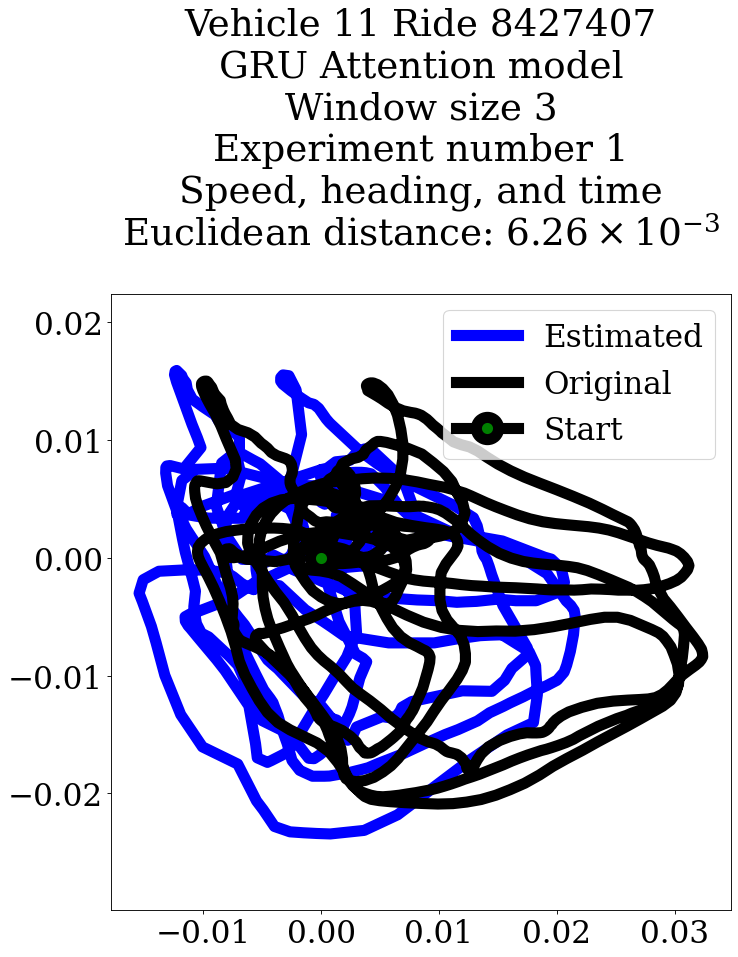 Vehicle 11 Ride 8427407
GRU Attention model
Window size 3
Experiment number 1
Speed, heading, and time
Euclidean distance: 6.26 × 10⁻³
Estimated
Original
Start
0.02
0.01
0.00
−0.01
−0.02
−0.01 0.00 0.01 0.02 0.03